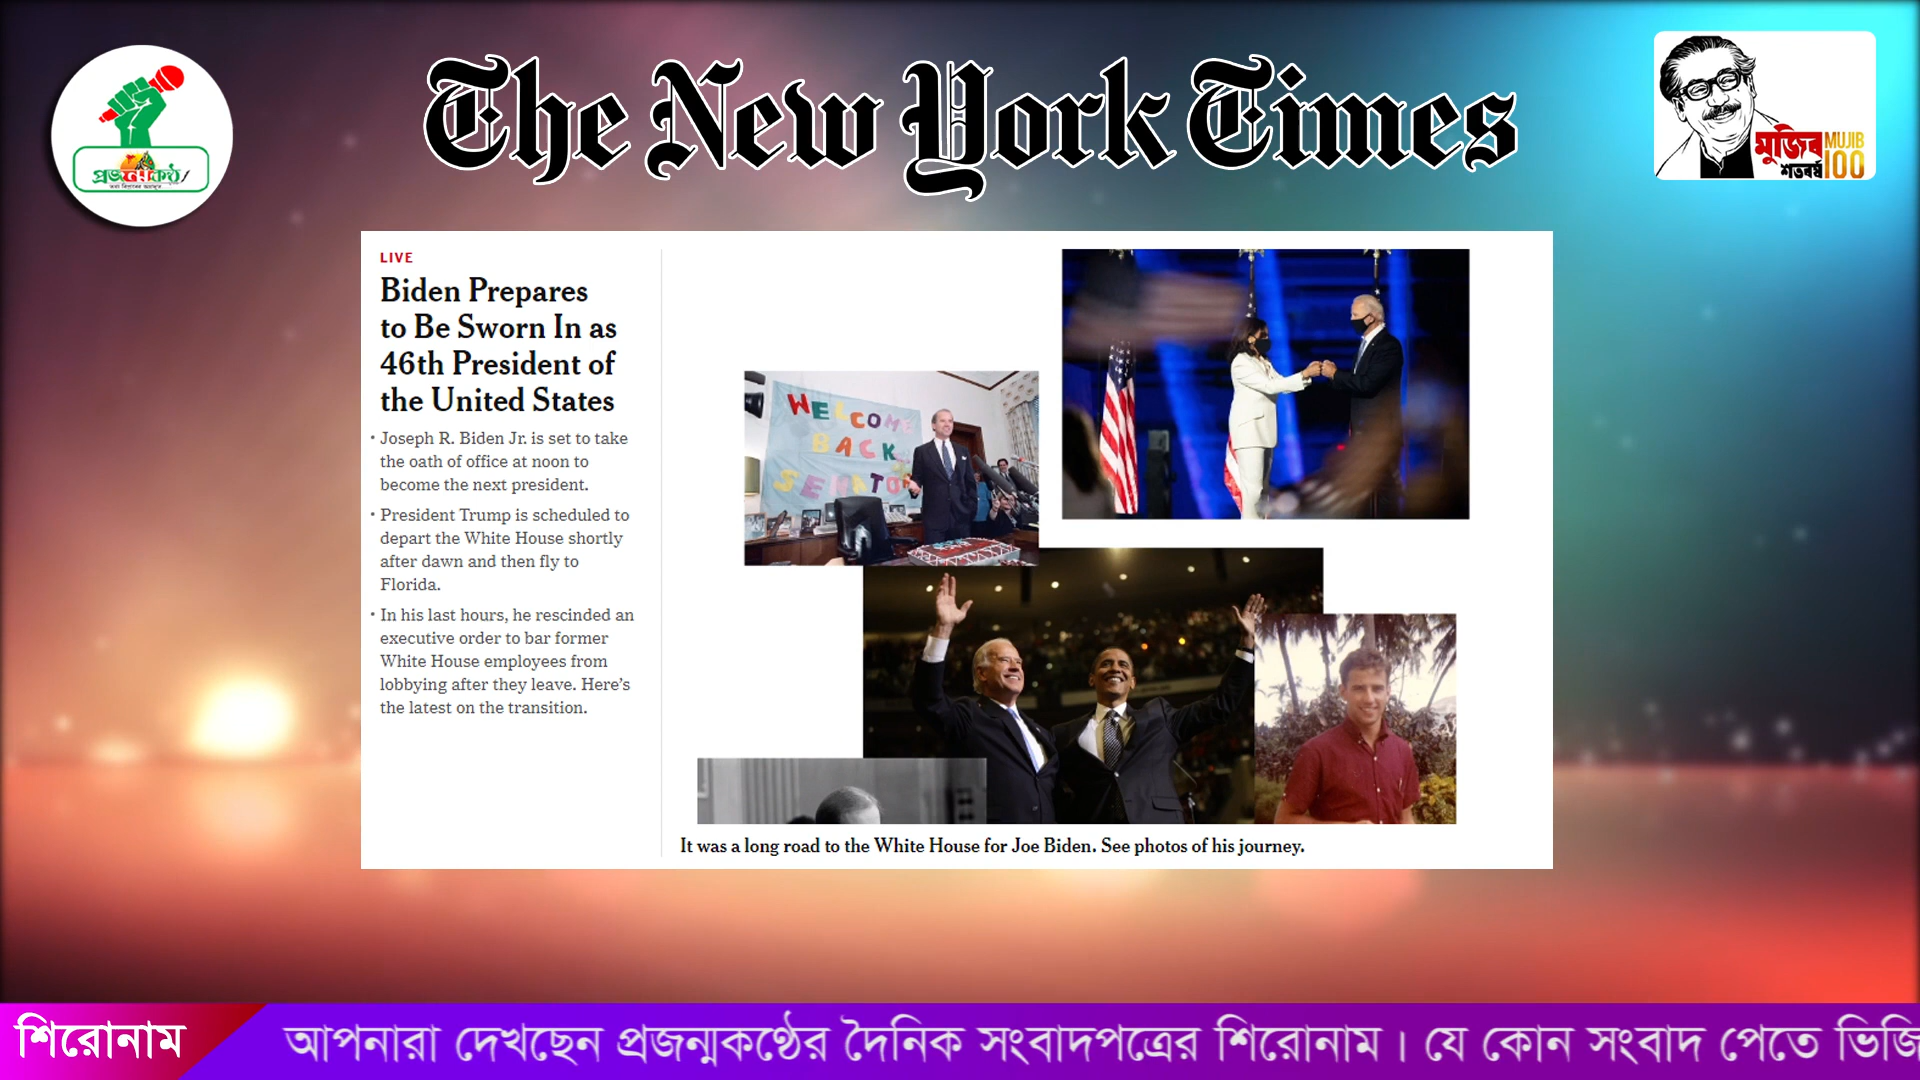 The New York Times
প্রজন্মকণ্ঠ
মুজিব
শতবর্ষ
MUJIB
100
LIVE
Biden Prepares
to Be Sworn In as
46th President of
the United States
• Joseph R. Biden Jr. is set to take
the oath of office at noon to
become the next president.
• President Trump is scheduled to
depart the White House shortly
after dawn and then fly to
Florida.
• In his last hours, he rescinded an
executive order to bar former
White House employees from
lobbying after they leave. Here’s
the latest on the transition.
WELCOME
BACK
SENATOR
It was a long road to the White House for Joe Biden. See photos of his journey.
শিরোনাম
আপনারা দেখছেন প্রজন্মকণ্ঠের দৈনিক সংবাদপত্রের শিরোনাম। যে কোন সংবাদ পেতে ভিজি